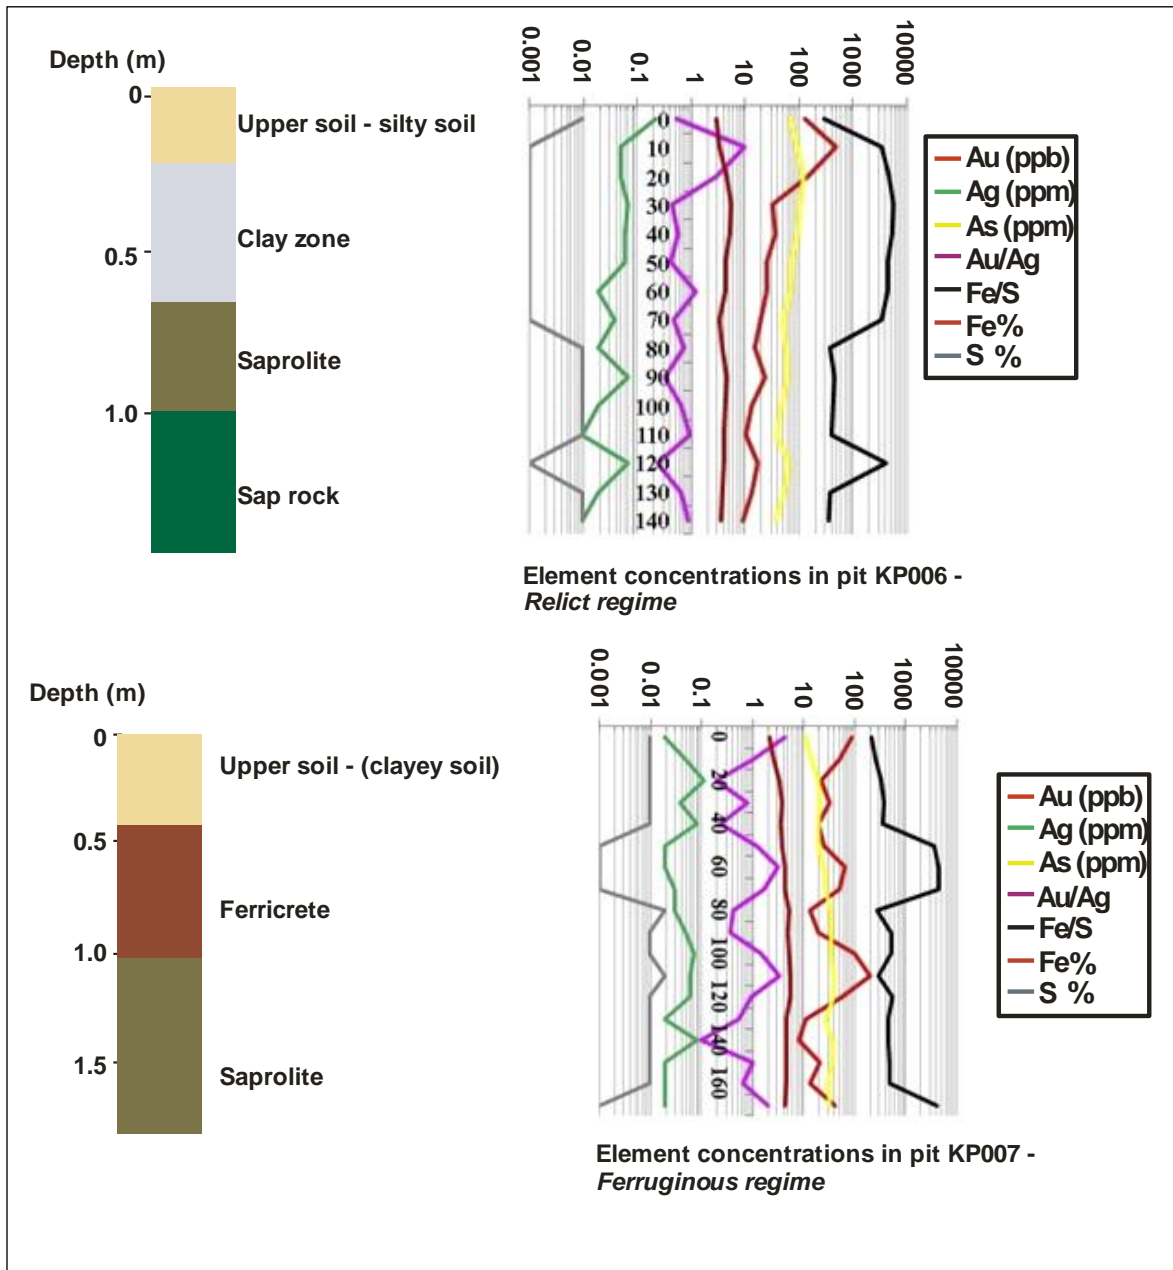 Depth (m)
0
Upper soil - silty soil
Clay zone
0.5
Saprolite
1.0
Sap rock
0.001
0.01
0.1
1
10
100
1000
10000
0
10
20
30
40
50
60
70
80
90
100
110
120
130
140
Au (ppb)
Ag (ppm)
As (ppm)
Au/Ag
Fe/S
Fe%
S %
Element concentrations in pit KP006 -
Relict regime
Depth (m)
0
Upper soil - (clayey soil)
0.5
Ferricrete
1.0
1.5
Saprolite
0.001
0.01
0.1
1
10
100
1000
10000
0
20
40
60
80
100
120
140
160
Au (ppb)
Ag (ppm)
As (ppm)
Au/Ag
Fe/S
Fe%
S %
Element concentrations in pit KP007 -
Ferruginous regime